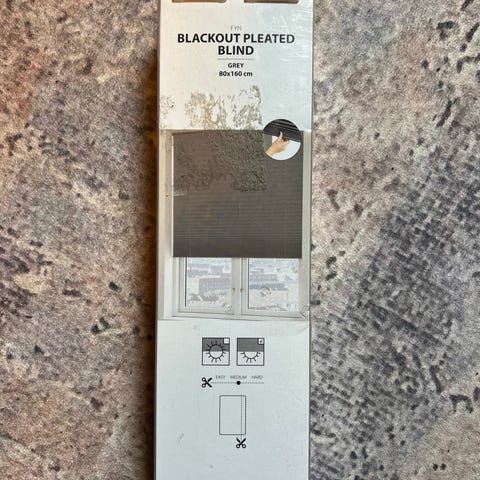 FYN
BLACKOUT PLEATED
BLIND
GREY
80x160 cm
EASY MEDIUM HARD